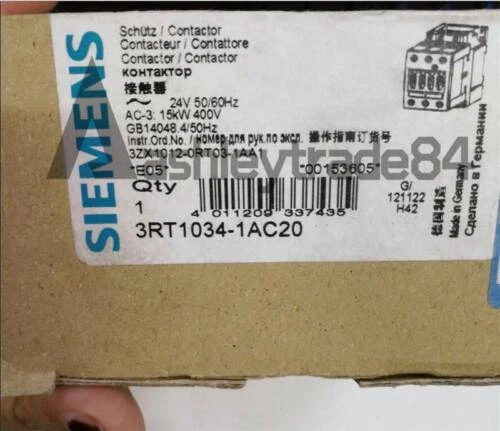 SIEMENS
Schütz / Contactor
Contacteur / Contattore
Contactor / Contactor
контактор
接触器
~ 24V 50/60Hz
AC-3: 15kW 400V
GB14048.4/50Hz
Instr.Ord.No./ номер для рук.по экспл. 操作指南订货号
3ZX1012-0RT03-1AA1
*E05* *00153605*
Qty
1
4 011209 337435
3RT1034-1AC20
G/
121122
H42
德国制造
Made in Germany
Сделано в Германии
Ashleytrade84